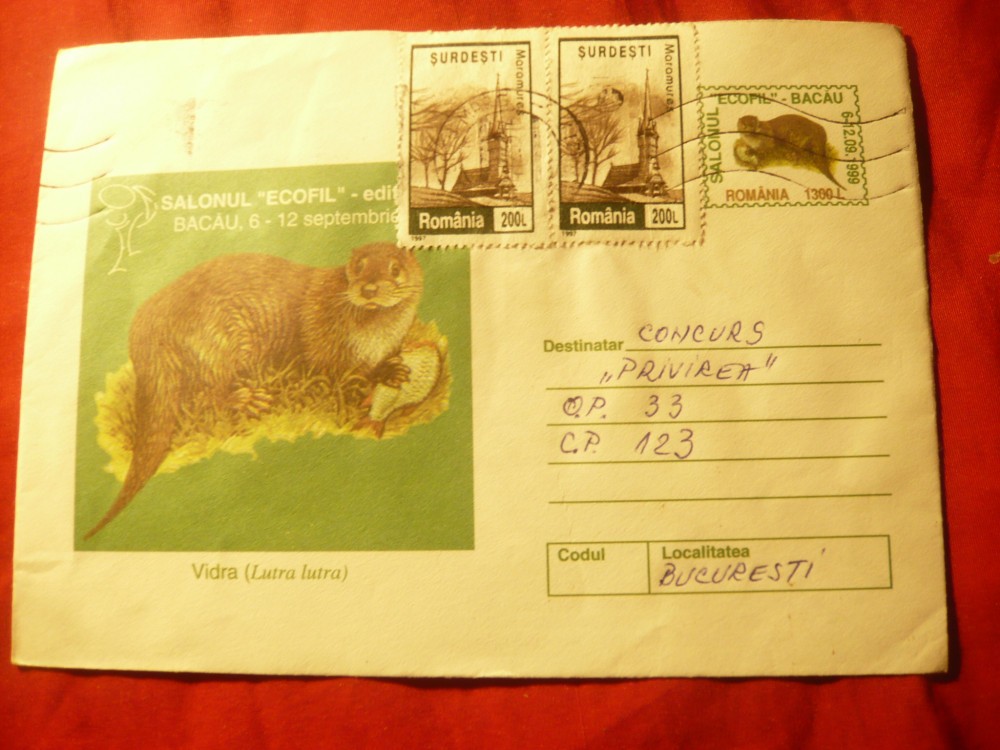 ŞURDEŞTI
Maramureş
România 200L
1997
ŞURDEŞTI
Maramureş
România 200L
1997
"ECOFIL" - BACĂU
SALONUL
6-12.09.1999
ROMÂNIA 1300 L
SALONUL "ECOFIL" - edit
BACĂU, 6 - 12 septembrie
Destinatar CONCURS
„PRIVIREA"
O.P. 33
C.P. 123
Codul
Localitatea
BUCUREŞTI
Vidra (Lutra lutra)